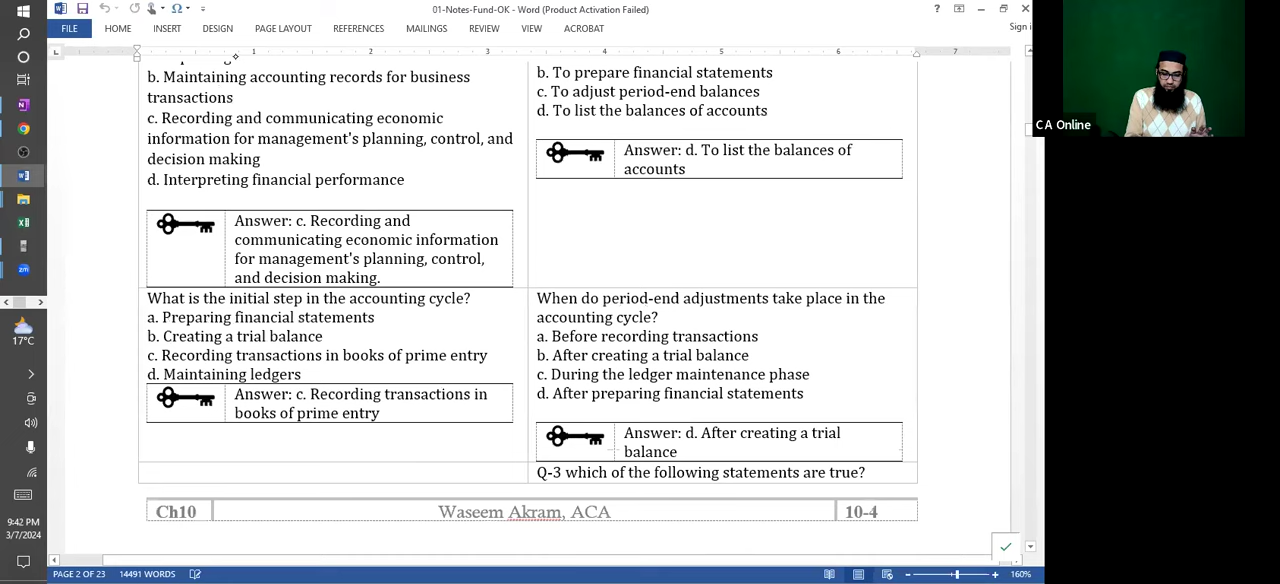 01-Notes-Fund-OK - Word (Product Activation Failed)
FILE
HOME
INSERT
DESIGN
PAGE LAYOUT
REFERENCES
MAILINGS
REVIEW
VIEW
ACROBAT
Sign i
1
2
3
4
5
6
7
b. Maintaining accounting records for business
transactions
c. Recording and communicating economic
information for management's planning, control, and
decision making
d. Interpreting financial performance
Answer: c. Recording and
communicating economic information
for management's planning, control,
and decision making.
b. To prepare financial statements
c. To adjust period-end balances
d. To list the balances of accounts
Answer: d. To list the balances of
accounts
What is the initial step in the accounting cycle?
a. Preparing financial statements
b. Creating a trial balance
c. Recording transactions in books of prime entry
d. Maintaining ledgers
Answer: c. Recording transactions in
books of prime entry
When do period-end adjustments take place in the
accounting cycle?
a. Before recording transactions
b. After creating a trial balance
c. During the ledger maintenance phase
d. After preparing financial statements
Answer: d. After creating a trial
balance
Q-3 which of the following statements are true?
Ch10
Waseem Akram, ACA
10-4
PAGE 2 OF 23
14491 WORDS
160%
17°C
9:42 PM
3/7/2024
C A Online